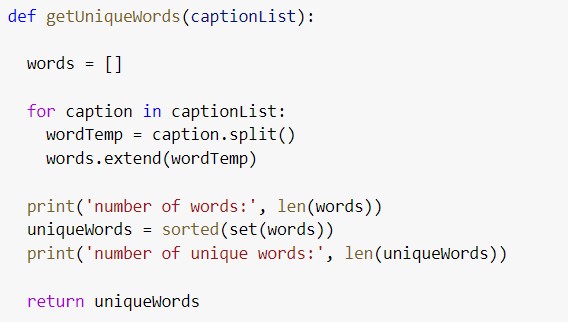 def getUniqueWords(captionList):
words = []
for caption in captionList:
wordTemp = caption.split()
words.extend(wordTemp)
print('number of words:', len(words))
uniqueWords = sorted(set(words))
print('number of unique words:', len(uniqueWords))
return uniqueWords